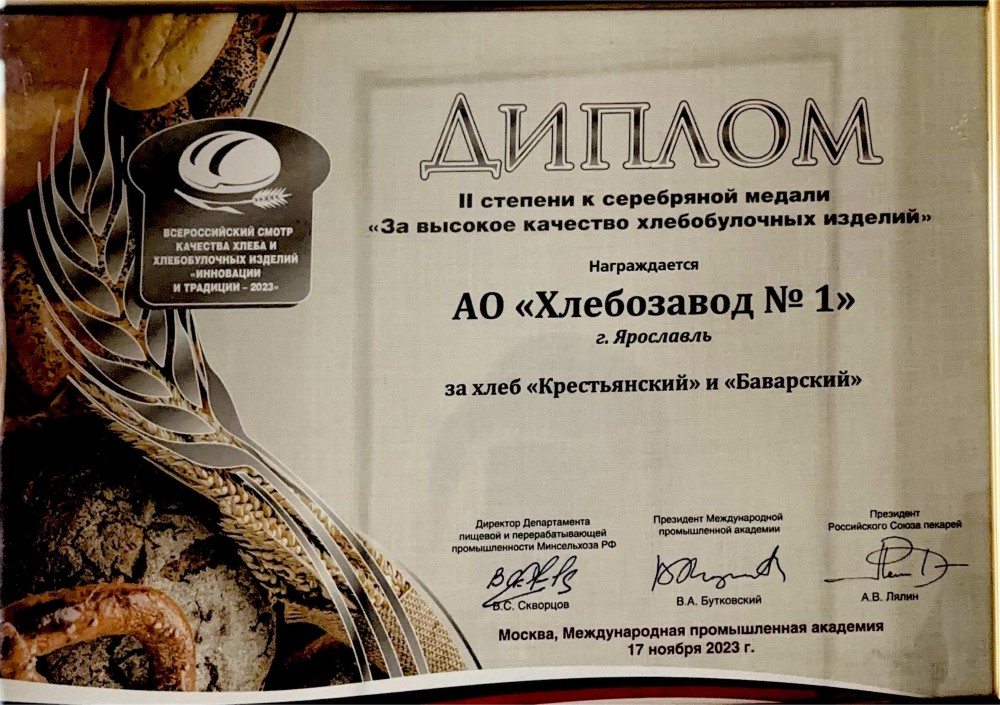 ВСЕРОССИЙСКИЙ СМОТР
КАЧЕСТВА ХЛЕБА И
ХЛЕБОБУЛОЧНЫХ ИЗДЕЛИЙ
«ИННОВАЦИИ
И ТРАДИЦИИ – 2023»
ДИПЛОМ
II степени к серебряной медали
«За высокое качество хлебобулочных изделий»
Награждается
АО «Хлебозавод № 1»
г. Ярославль
за хлеб «Крестьянский» и «Баварский»
Директор Департамента
пищевой и перерабатывающей
промышленности Минсельхоза РФ
В.С. Скворцов
Президент Международной
промышленной академии
В.А. Бутковский
Президент
Российского Союза пекарей
А.В. Лялин
Москва, Международная промышленная академия
17 ноября 2023 г.